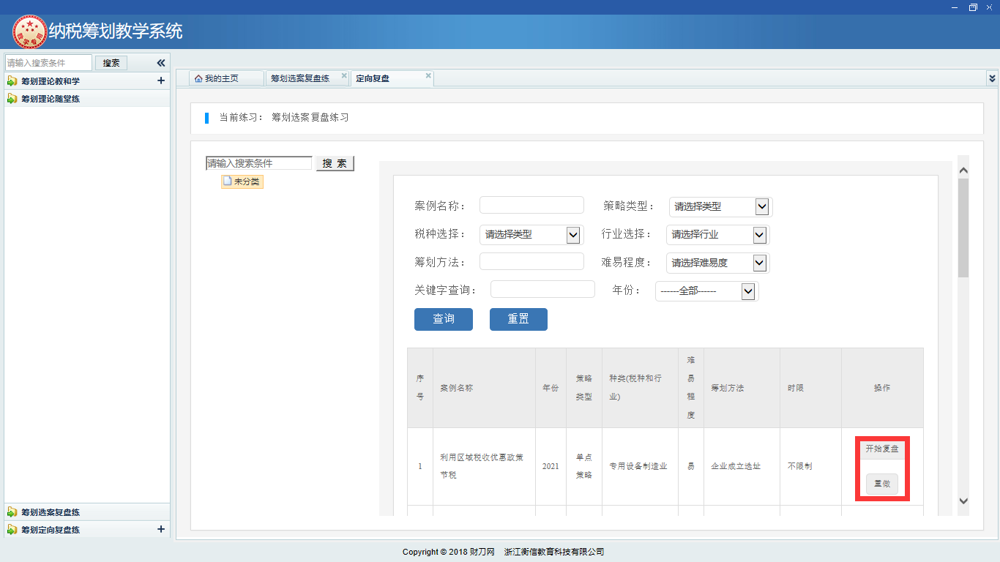 纳税筹划教学系统
请输入搜索条件 搜索
筹划理论教和学
筹划理论随堂练
筹划选案复盘练
筹划定向复盘练
我的主页 筹划选案复盘练 定向复盘
当前练习： 筹划选案复盘练习
请输入搜索条件 搜 索
未分类
案例名称： 策略类型： 请选择类型
税种选择： 请选择类型 行业选择： 请选择行业
筹划方法： 难易程度： 请选择难易度
关键字查询： 年份： ------全部------
查询 重置
序号 案例名称 年份 策略类型 种类(税种和行业) 难易程度 筹划方法 时限 操作
1 利用区域税收优惠政策节税 2021 单点策略 专用设备制造业 易 企业成立选址 不限制 开始复盘
重做
Copyright © 2018 财刀网 浙江衡信教育科技有限公司